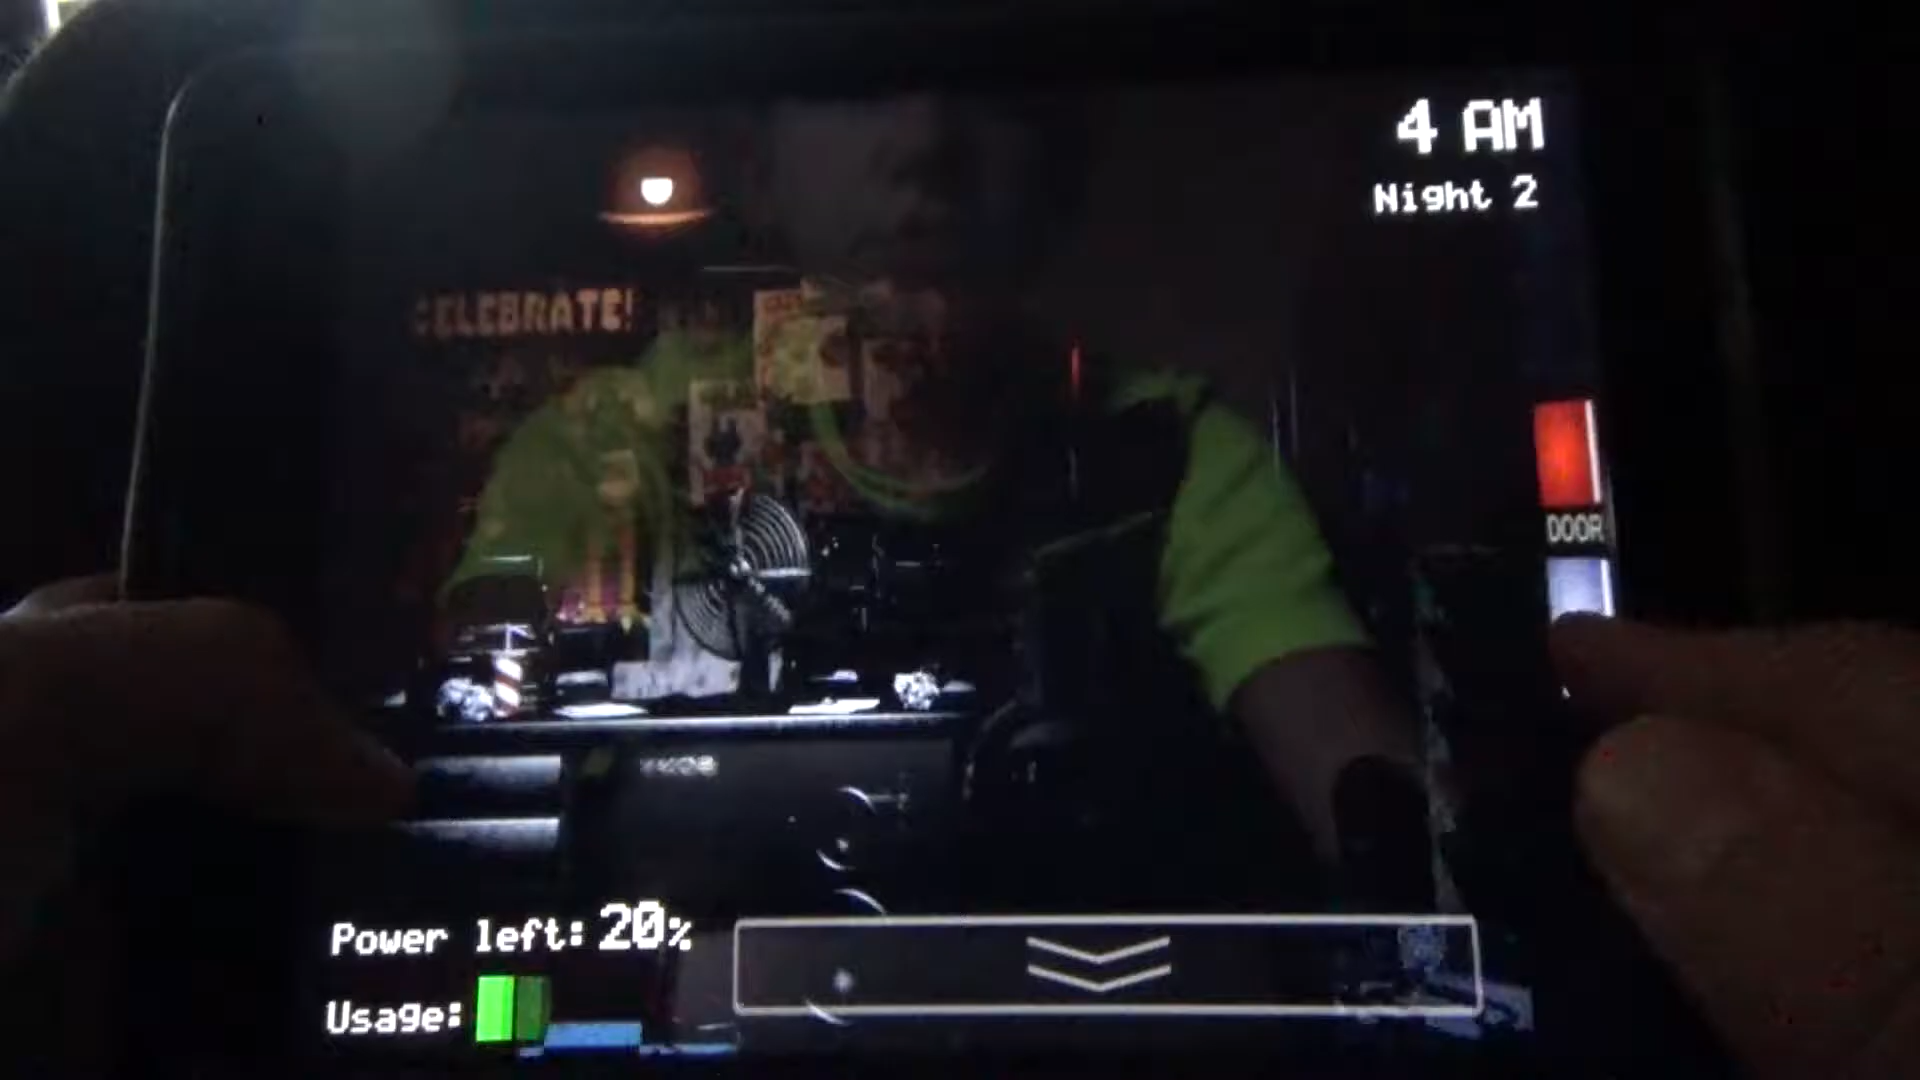 4 AM
Night 2
CELEBRATE!
DOOR
Power left: 20%
Usage: